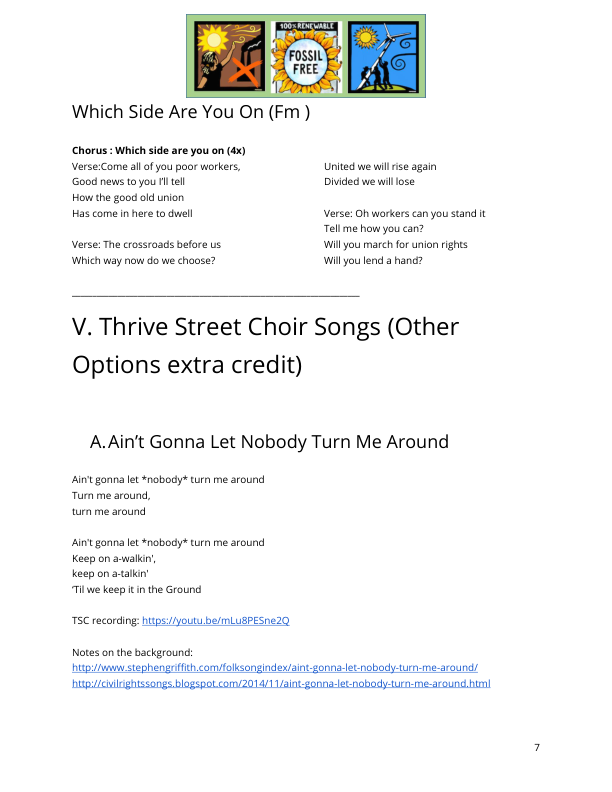 100% RENEWABLE
FOSSIL
FREE
Which Side Are You On (Fm )
Chorus : Which side are you on (4x)
Verse:Come all of you poor workers,
Good news to you I’ll tell
How the good old union
Has come in here to dwell
Verse: The crossroads before us
Which way now do we choose?
United we will rise again
Divided we will lose
Verse: Oh workers can you stand it
Tell me how you can?
Will you march for union rights
Will you lend a hand?
V. Thrive Street Choir Songs (Other
Options extra credit)
A. Ain’t Gonna Let Nobody Turn Me Around
Ain't gonna let *nobody* turn me around
Turn me around,
turn me around
Ain't gonna let *nobody* turn me around
Keep on a-walkin',
keep on a-talkin'
‘Til we keep it in the Ground
TSC recording: https://youtu.be/mLu8PESne2Q
Notes on the background:
http://www.stephengriffith.com/folksongindex/aint-gonna-let-nobody-turn-me-around/
http://civilrightssongs.blogspot.com/2014/11/aint-gonna-let-nobody-turn-me-around.html
7